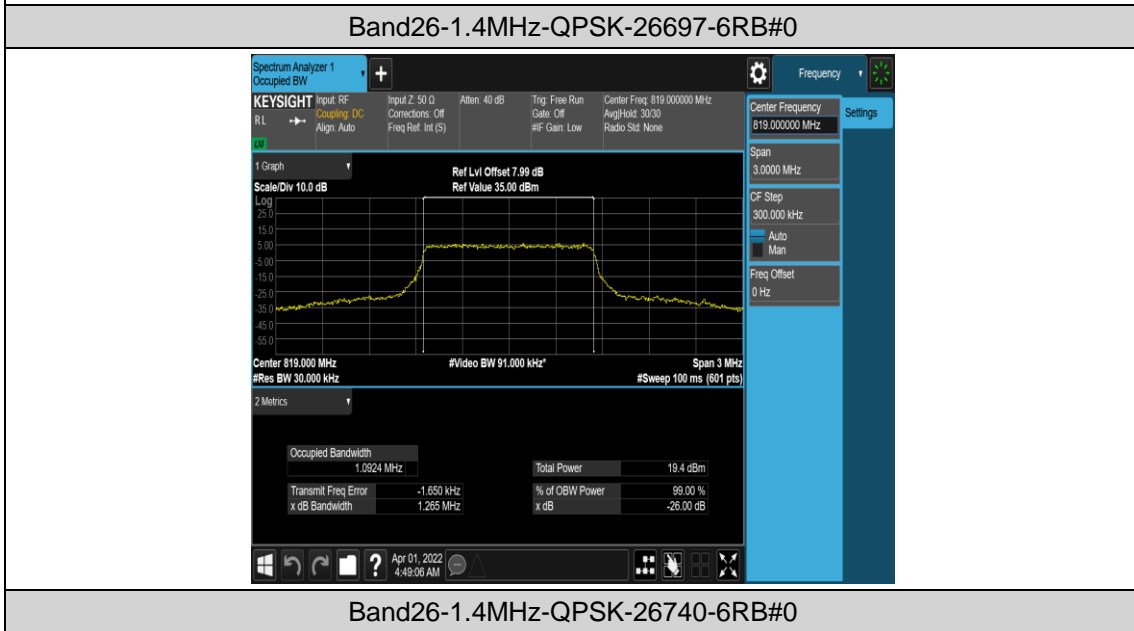 Band26-1.4MHz-QPSK-26697-6RB#0
Spectrum Analyzer 1
Occupied BW
+
Frequency
KEYSIGHT
RL
Input: RF
Coupling: DC
Align: Auto
Input Z: 50 Ω
Corrections: Off
Freq Ref: Int (S)
Atten: 40 dB
Trig: Free Run
Gate: Off
#IF Gain: Low
Center Freq: 819.000000 MHz
Avg|Hold: 30/30
Radio Std: None
Center Frequency
819.000000 MHz
Settings
Span
3.0000 MHz
CF Step
300.000 kHz
Auto
Man
Freq Offset
0 Hz
1 Graph
Scale/Div 10.0 dB
Ref Lvl Offset 7.99 dB
Ref Value 35.00 dBm
Log
25.0
15.0
5.00
-5.00
-15.0
-25.0
-35.0
-45.0
-55.0
Center 819.000 MHz
#Res BW 30.000 kHz
#Video BW 91.000 kHz*
Span 3 MHz
#Sweep 100 ms (601 pts)
2 Metrics
Occupied Bandwidth
1.0924 MHz
Total Power 19.4 dBm
Transmit Freq Error -1.650 kHz
% of OBW Power 99.00 %
x dB Bandwidth 1.265 MHz
x dB -26.00 dB
?
Apr 01, 2022
4:49:06 AM
Band26-1.4MHz-QPSK-26740-6RB#0